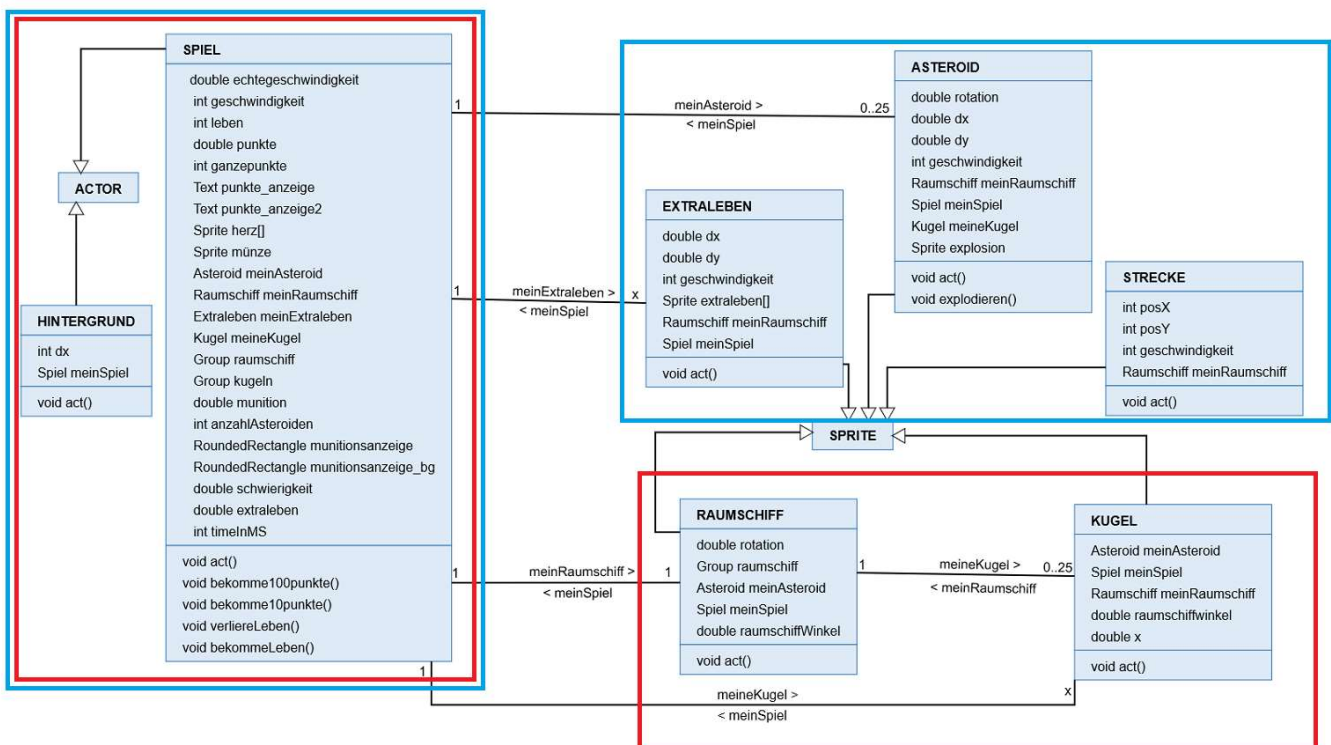 SPIEL
double echtegeschwindigkeit
int geschwindigkeit
int leben
double punkte
int ganzepunkte
Text punkte_anzeige
Text punkte_anzeige2
Sprite herz[]
Sprite münze
Asteroid meinAsteroid
Raumschiff meinRaumschiff
Extraleben meinExtraleben
Kugel meineKugel
Group raumschiff
Group kugeln
double munition
int anzahlAsteroiden
RoundedRectangle munitionsanzeige
RoundedRectangle munitionsanzeige_bg
double schwierigkeit
double extraleben
int timeInMS
void act()
void bekomme100punkte()
void bekomme10punkte()
void verliereLeben()
void bekommeLeben()
ACTOR
HINTERGRUND
int dx
Spiel meinSpiel
void act()
1
meinAsteroid >
0..25
< meinSpiel
ASTEROID
double rotation
double dx
double dy
int geschwindigkeit
Raumschiff meinRaumschiff
Spiel meinSpiel
Kugel meineKugel
Sprite explosion
void act()
void explodieren()
1
meinExtraleben >
x
< meinSpiel
EXTRALEBEN
double dx
double dy
int geschwindigkeit
Sprite extraleben[]
Raumschiff meinRaumschiff
Spiel meinSpiel
void act()
STRECKE
int posX
int posY
int geschwindigkeit
Raumschiff meinRaumschiff
void act()
SPRITE
1
meinRaumschiff >
1
< meinSpiel
RAUMSCHIFF
double rotation
Group raumschiff
Asteroid meinAsteroid
Spiel meinSpiel
double raumschiffWinkel
void act()
1
meineKugel >
0..25
< meinRaumschiff
KUGEL
Asteroid meinAsteroid
Spiel meinSpiel
Raumschiff meinRaumschiff
double raumschiffwinkel
double x
void act()
1
meineKugel >
x
< meinSpiel